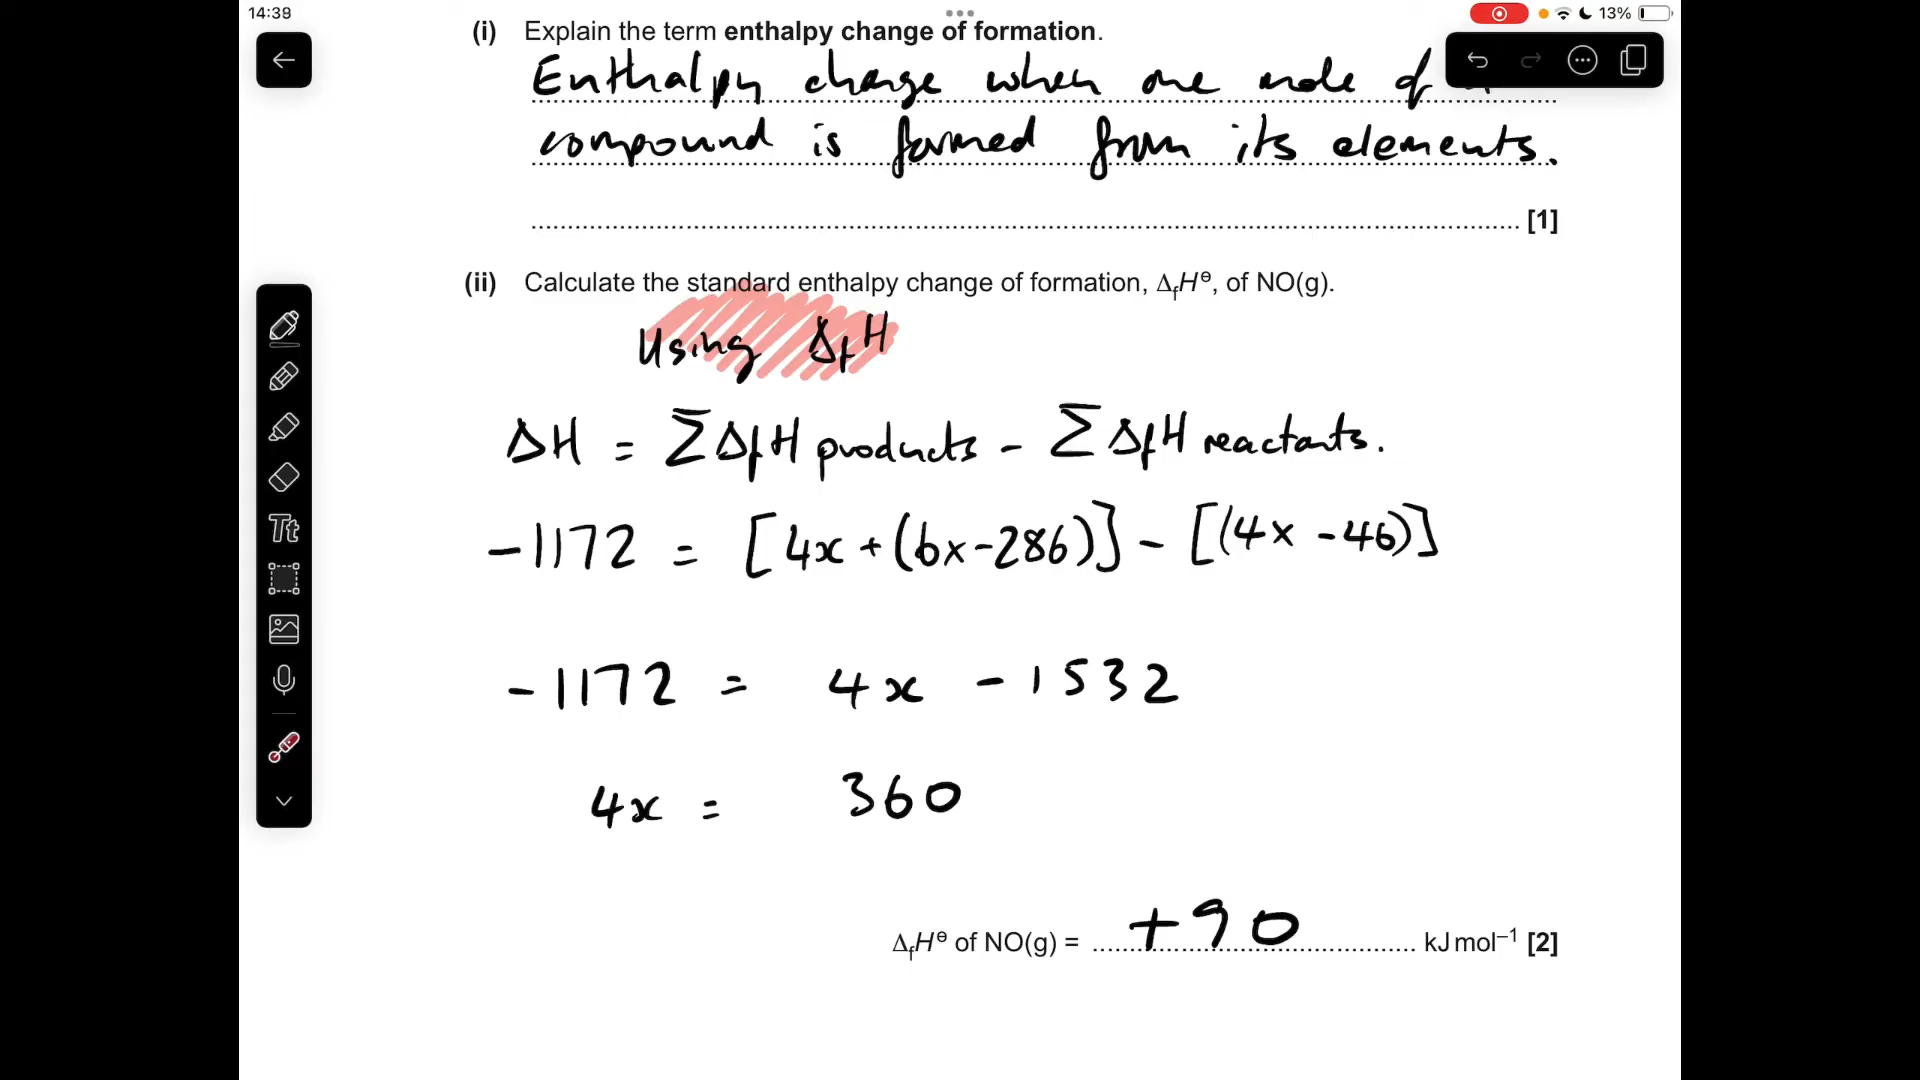 14:39
13%
(i) Explain the term enthalpy change of formation.
Enthalpy change when one mole of
compound is formed from its elements.
[1]
(ii) Calculate the standard enthalpy change of formation, ΔfH⦵, of NO(g).
Using ΔfH
ΔH = ΣΔfH products - ΣΔfH reactants.
-1172 = [4x + (6x-286)] - [(4x -46)]
-1172 = 4x - 1532
4x = 360
ΔfH⦵ of NO(g) = +90 kJ mol⁻¹ [2]
Tt